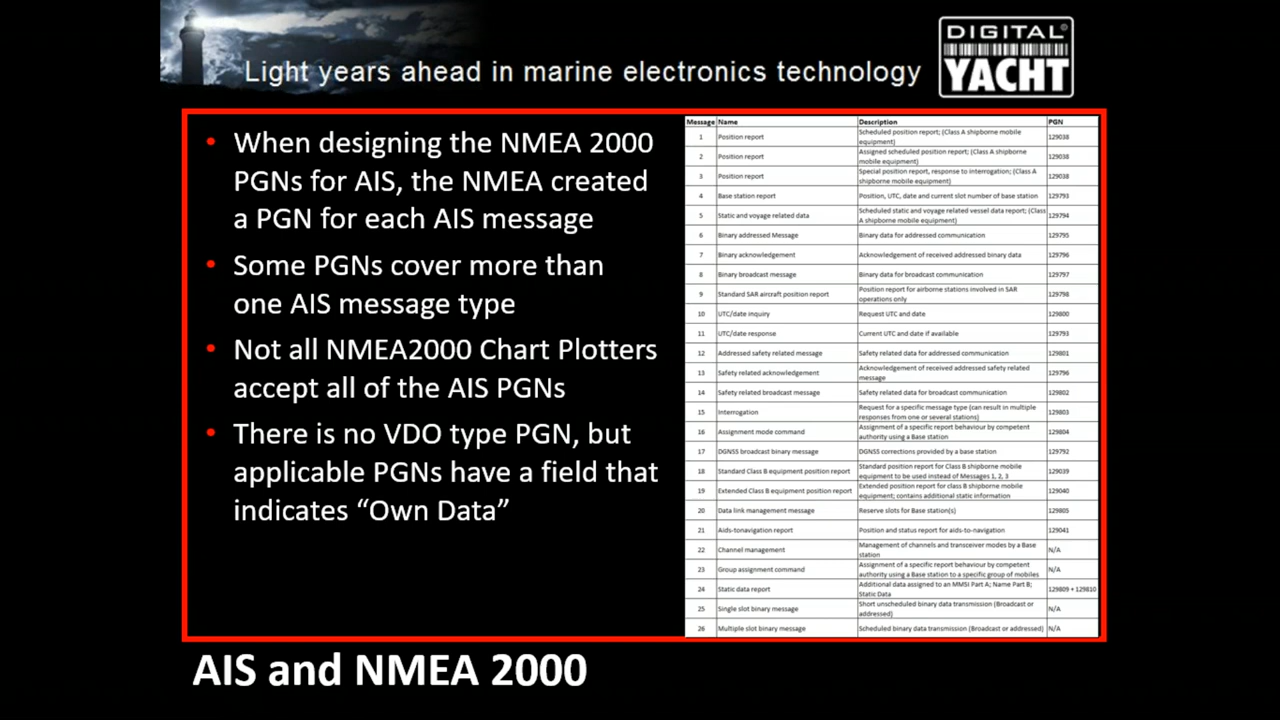 Light years ahead in marine electronics technology
DIGITAL
YACHT
• When designing the NMEA 2000
PGNs for AIS, the NMEA created
a PGN for each AIS message
• Some PGNs cover more than
one AIS message type
• Not all NMEA2000 Chart Plotters
accept all of the AIS PGNs
• There is no VDO type PGN, but
applicable PGNs have a field that
indicates “Own Data”
Message Name Description PGN
1 Position report Scheduled position report; (Class A shipborne mobile
equipment) 129038
2 Position report Assigned scheduled position report; (Class A shipborne
mobile equipment) 129038
3 Position report Special position report, response to interrogation; (Class
A shipborne mobile equipment) 129038
4 Base station report Position, UTC, date and current slot number of base station 129793
5 Static and voyage related data Scheduled static and voyage related vessel data report; (Class
A shipborne mobile equipment) 129794
6 Binary addressed Message Binary data for addressed communication 129795
7 Binary acknowledgement Acknowledgement of received addressed binary data 129796
8 Binary broadcast message Binary data for broadcast communication 129797
9 Standard SAR aircraft position report Position report for airborne stations involved in SAR
operations only 129798
10 UTC/date inquiry Request UTC and date 129800
11 UTC/date response Current UTC and date if available 129793
12 Addressed safety related message Safety related data for addressed communication 129801
13 Safety related acknowledgement Acknowledgement of received addressed safety related
message 129796
14 Safety related broadcast message Safety related data for broadcast communication 129802
15 Interrogation Request for a specific message type (can result in multiple
responses from one or several stations) 129803
16 Assignment mode command Assignment of a specific report behaviour by competent
authority using a Base station 129804
17 DGNSS broadcast binary message DGNSS corrections provided by a base station 129792
18 Standard Class B equipment position report Standard position report for Class B shipborne mobile
equipment to be used instead of Messages 1, 2, 3 129039
19 Extended Class B equipment position report Extended position report for class B shipborne mobile
equipment; contains additional static information 129040
20 Data link management message Reserve slots for Base station(s) 129805
21 Aids-tonavigation report Position and status report for aids-to-navigation 129041
22 Channel management Management of channels and transceiver modes by a Base
station N/A
23 Group assignment command Assignment of a specific report behaviour by competent
authority using a Base station to a specific group of mobiles N/A
24 Static data report Additional data assigned to an MMSI Part A; Name Part B;
Static Data 129809 + 129810
25 Single slot binary message Short unscheduled binary data transmission (Broadcast or
addressed) N/A
26 Multiple slot binary message Scheduled binary data transmission (Broadcast or addressed) N/A
AIS and NMEA 2000